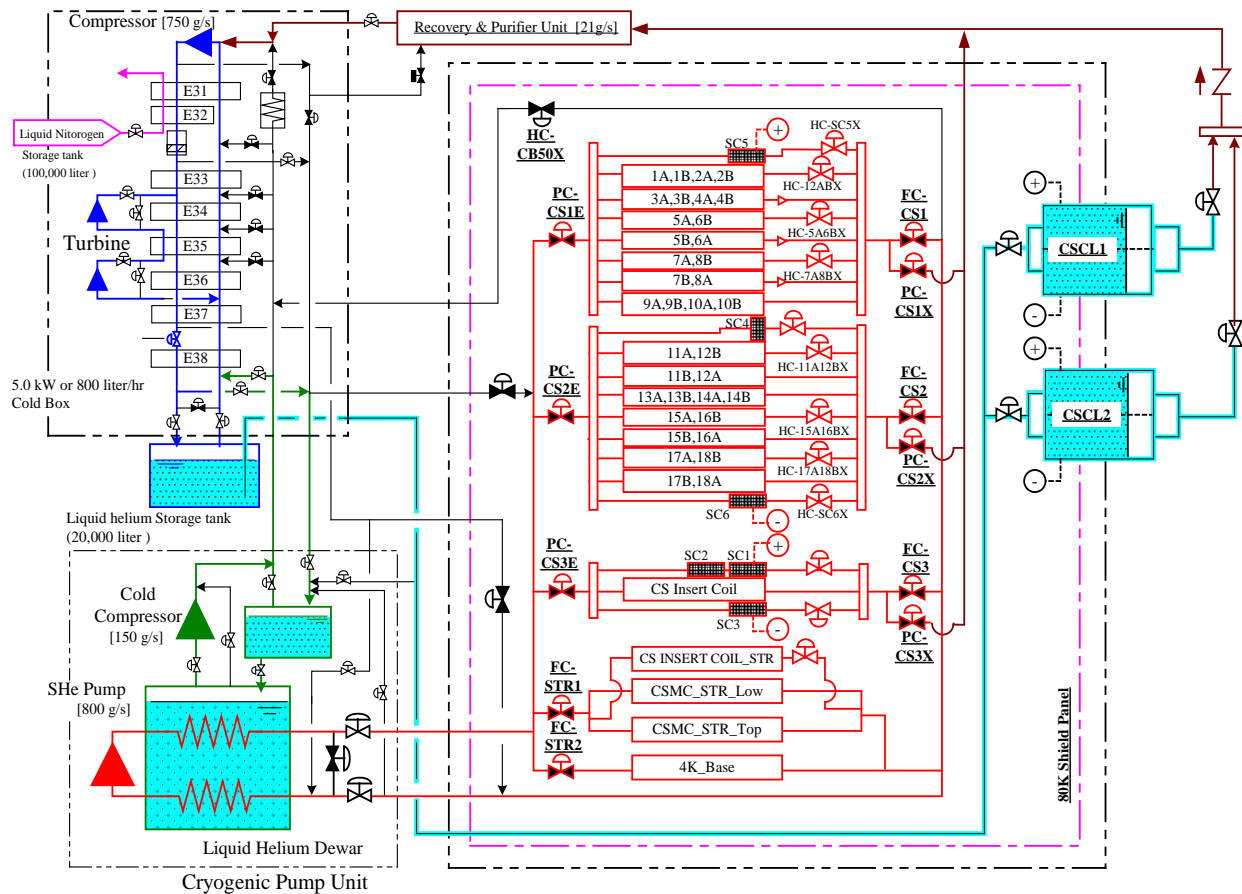 Compressor [750 g/s]
Recovery & Purifier Unit  [21g/s]
E31
E32
Liquid Nitorogen
Storage tank
(100,000 liter )
E33
E34
Turbine
E35
E36
E37
E38
5.0 kW or 800 liter/hr
Cold Box
Liquid helium Storage tank
(20,000 liter )
Cold
Compressor
[150 g/s]
SHe Pump
[800 g/s]
Liquid Helium Dewar
Cryogenic Pump Unit
HC-
CB50X
SC5
+
HC-SC5X
1A,1B,2A,2B
HC-12ABX
3A,3B,4A,4B
5A,6B
HC-5A6BX
5B,6A
7A,8B
HC-7A8BX
7B,8A
9A,9B,10A,10B
PC-
CS1E
FC-
CS1
PC-
CS1X
SC4
11A,12B
HC-11A12BX
11B,12A
13A,13B,14A,14B
15A,16B
HC-15A16BX
15B,16A
17A,18B
HC-17A18BX
17B,18A
SC6
HC-SC6X
-
PC-
CS2E
FC-
CS2
PC-
CS2X
+
SC2
SC1
CS Insert Coil
SC3
-
PC-
CS3E
FC-
CS3
PC-
CS3X
CS INSERT COIL_STR
CSMC_STR_Low
CSMC_STR_Top
4K_Base
FC-
STR1
FC-
STR2
80K Shield Panel
+
CSCL1
-
+
CSCL2
-